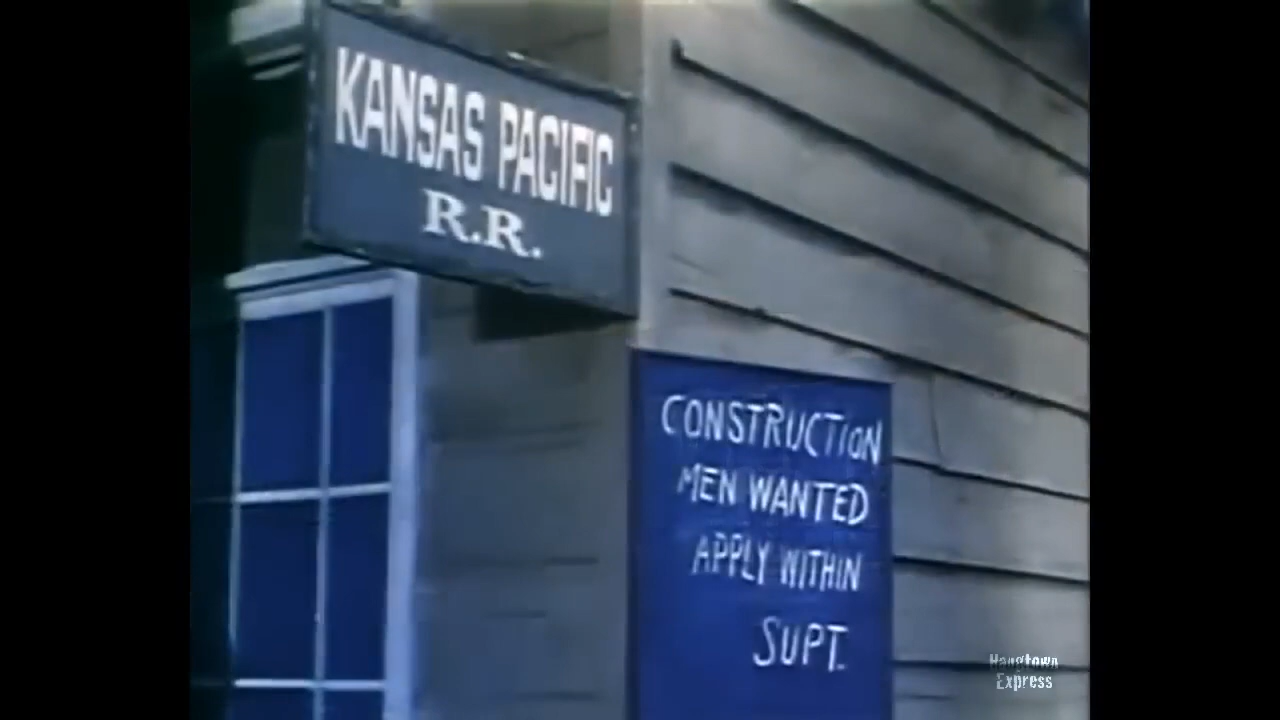 KANSAS PACIFIC
R.R.
CONSTRUCTION
MEN WANTED
APPLY WITHIN
SUPT.
Hangtown
Express